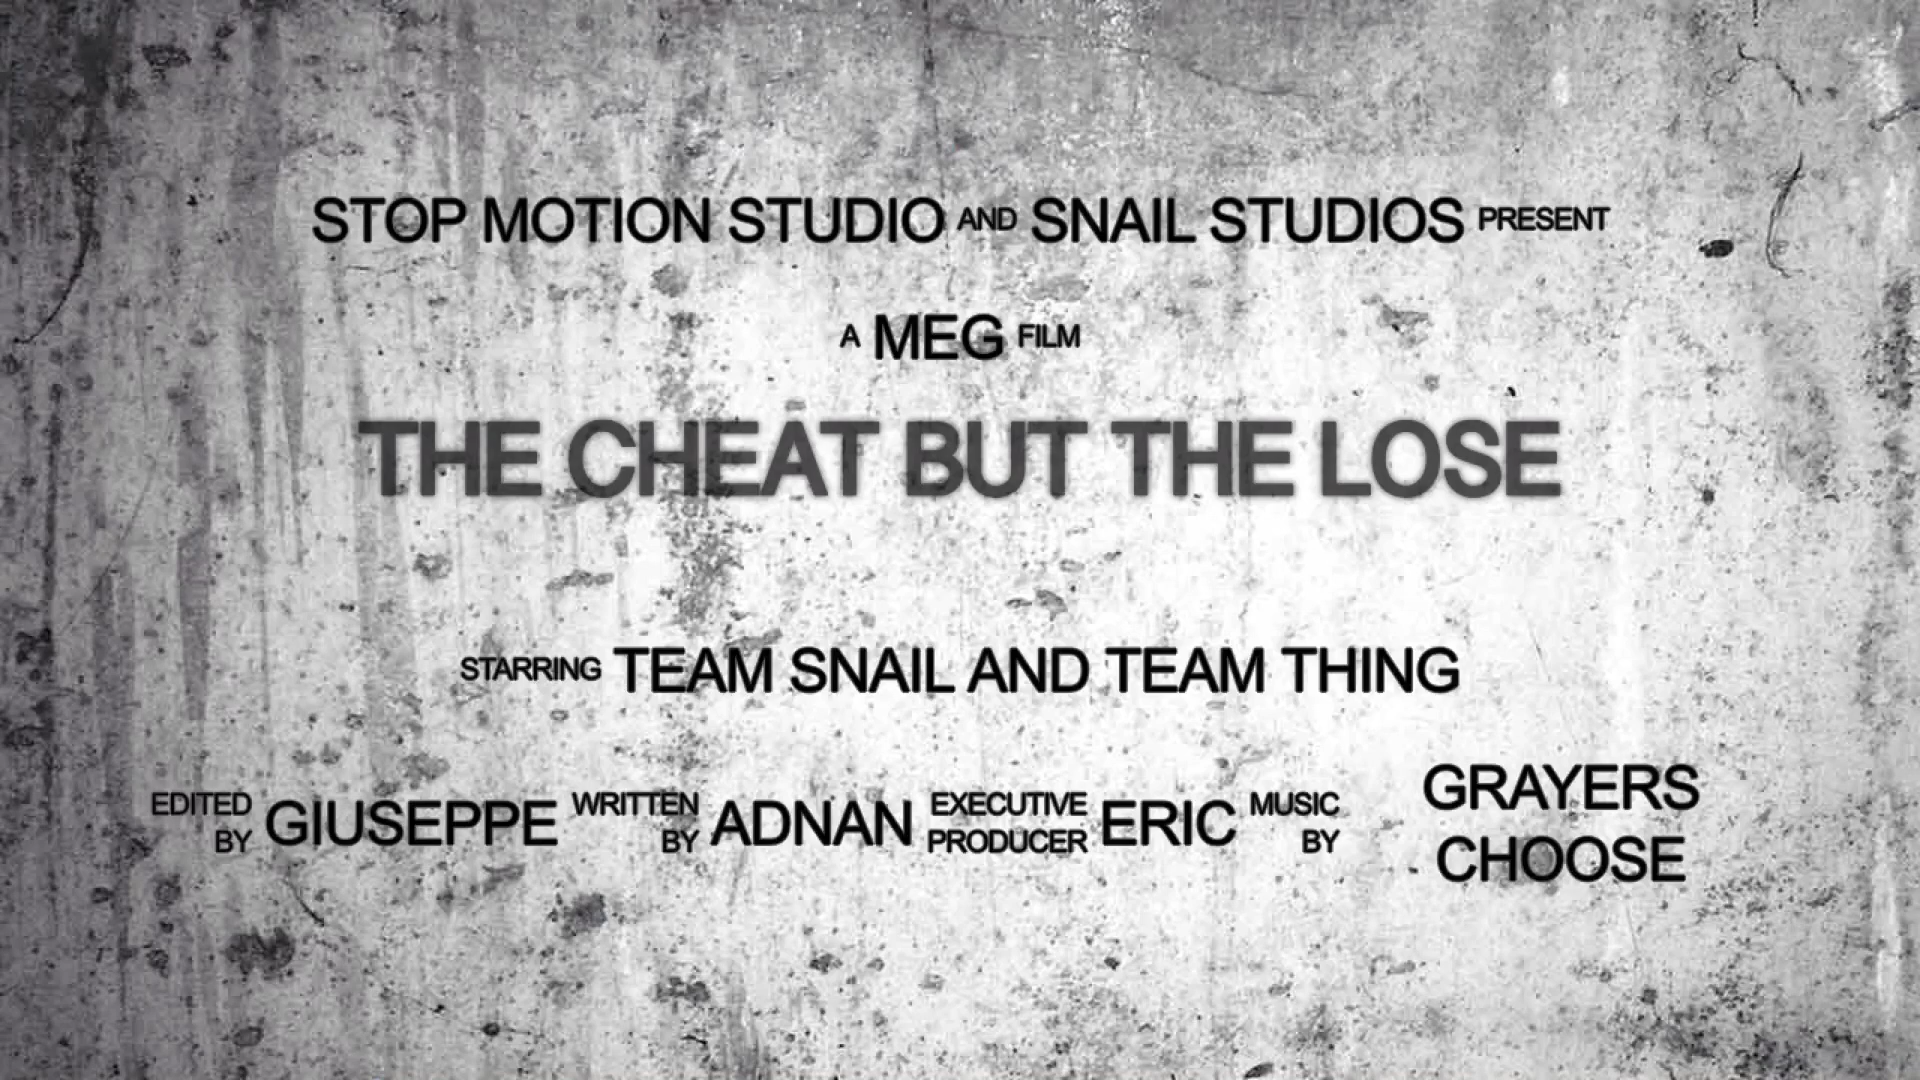 STOP MOTION STUDIO AND SNAIL STUDIOS PRESENT
A MEG FILM
THE CHEAT BUT THE LOSE
STARRING TEAM SNAIL AND TEAM THING
EDITED BY GIUSEPPE WRITTEN BY ADNAN EXECUTIVE PRODUCER ERIC MUSIC BY GRAYERS CHOOSE